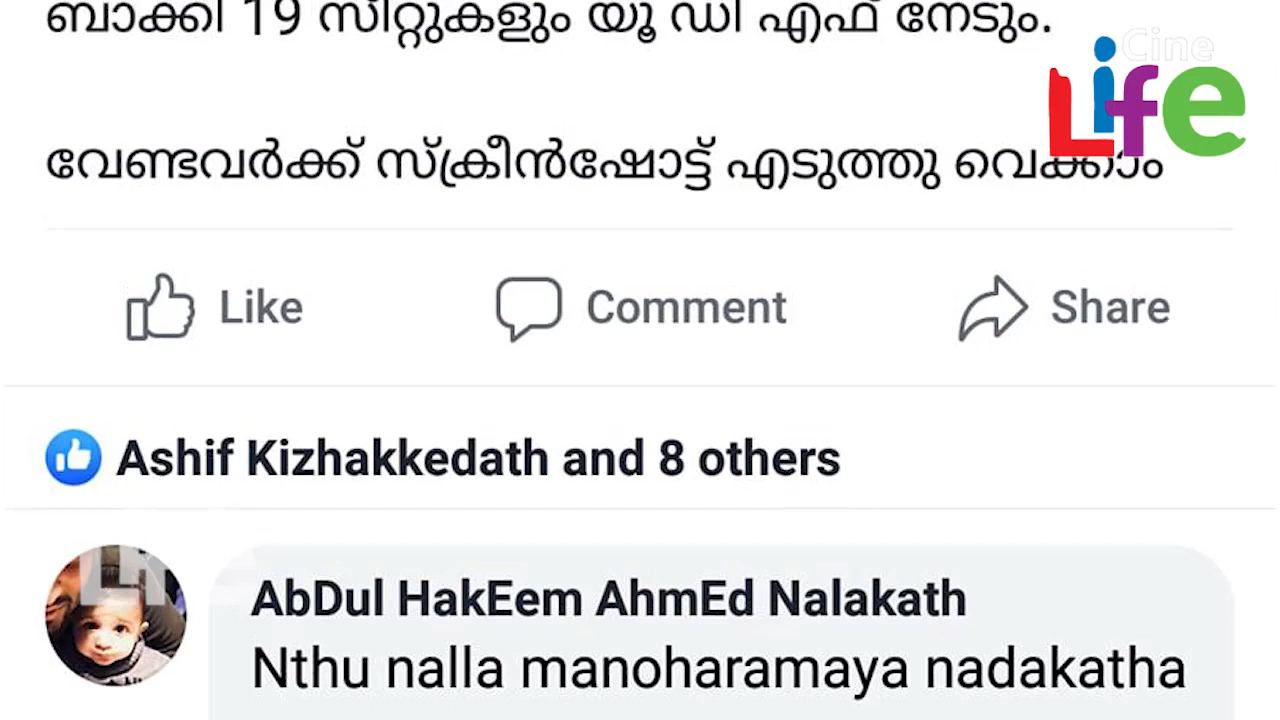 ബാക്കി 19 സീറ്റുകളും യൂ ഡി എഫ് നേടും.
Cine
Life
വേണ്ടവർക്ക് സ്ക്രീൻഷോട്ട് എടുത്തു വെക്കാം
Like Comment Share
Ashif Kizhakkedath and 8 others
AbDul HakEem AhmEd Nalakath
Nthu nalla manoharamaya nadakatha